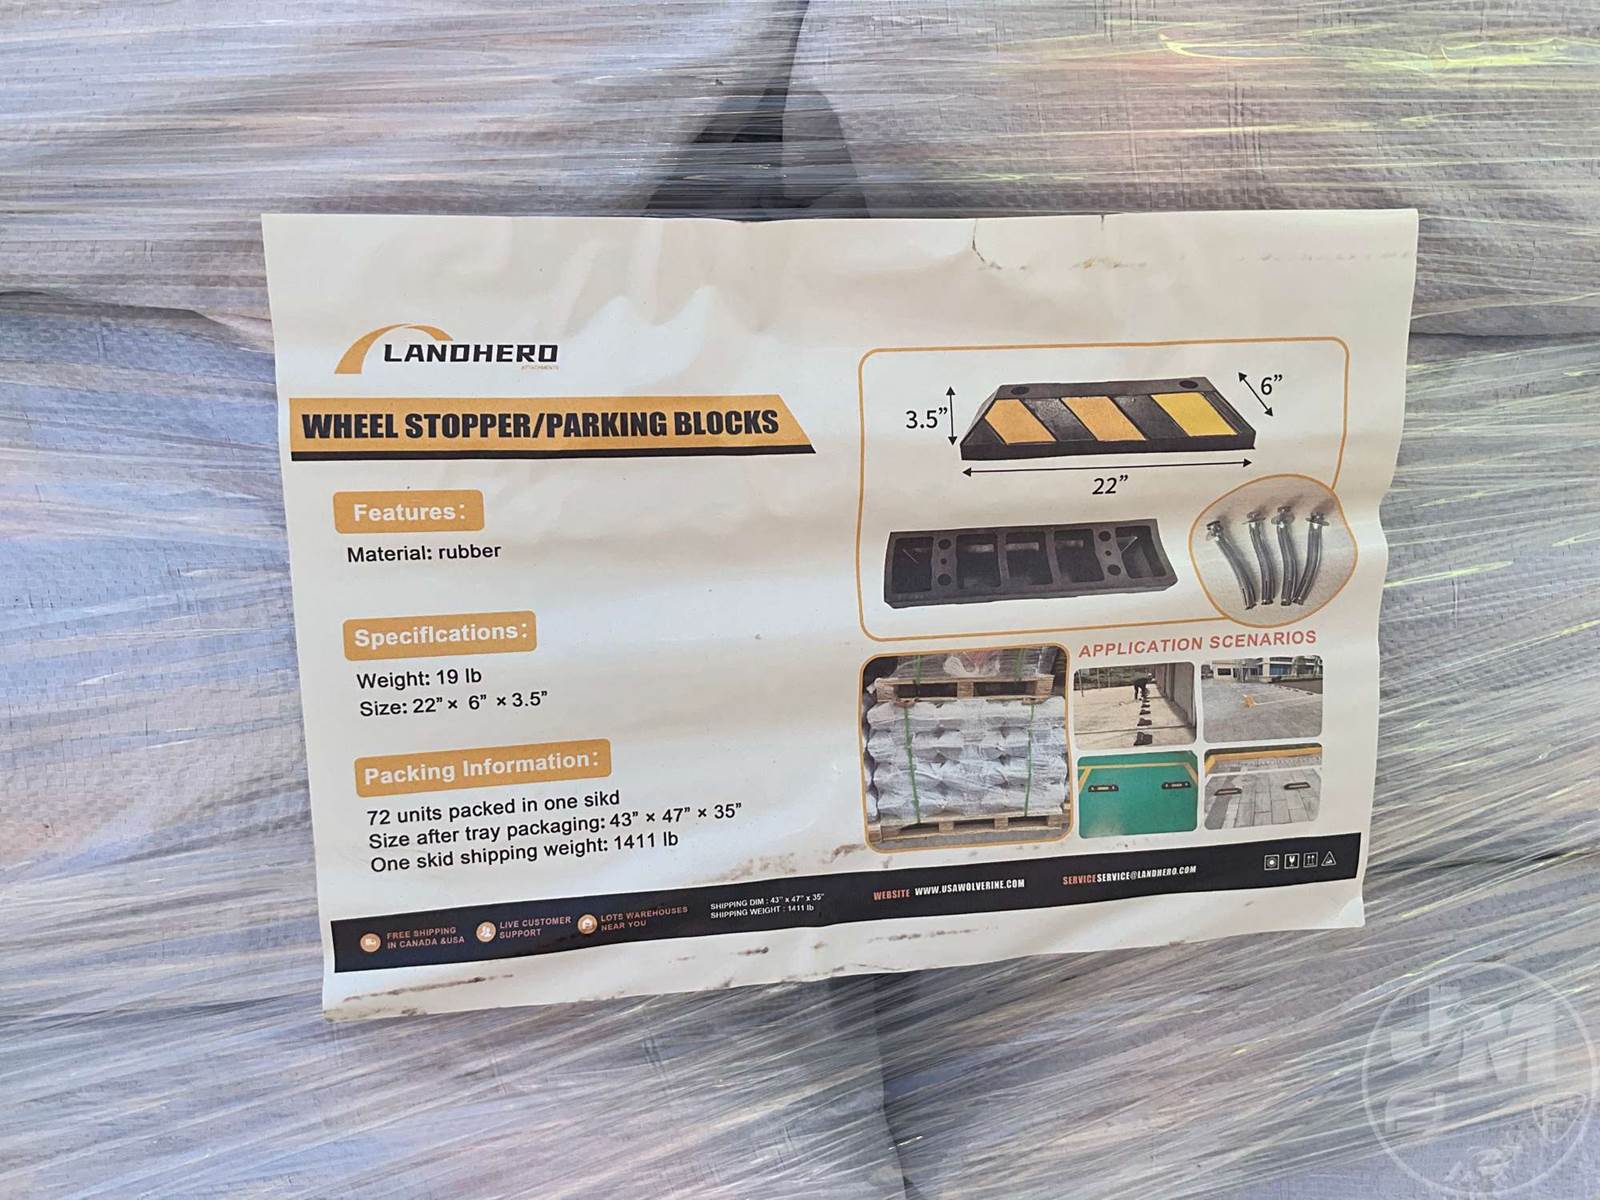 LANDHERO
ATTACHMENTS
WHEEL STOPPER/PARKING BLOCKS
Features:
Material: rubber
Specifications:
Weight: 19 lb
Size: 22” × 6” × 3.5”
Packing Information:
72 units packed in one sikd
Size after tray packaging: 43” × 47” × 35”
One skid shipping weight: 1411 lb
3.5”
6”
22”
APPLICATION SCENARIOS
FREE SHIPPING
IN CANADA &USA
LIVE CUSTOMER
SUPPORT
LOTS WAREHOUSES
NEAR YOU
SHIPPING DIM : 43” x 47” x 35”
SHIPPING WEIGHT : 1411 lb
WEBSITE WWW.USAWOLVERINE.COM
SERVICE SERVICE@LANDHERO.COM
JM